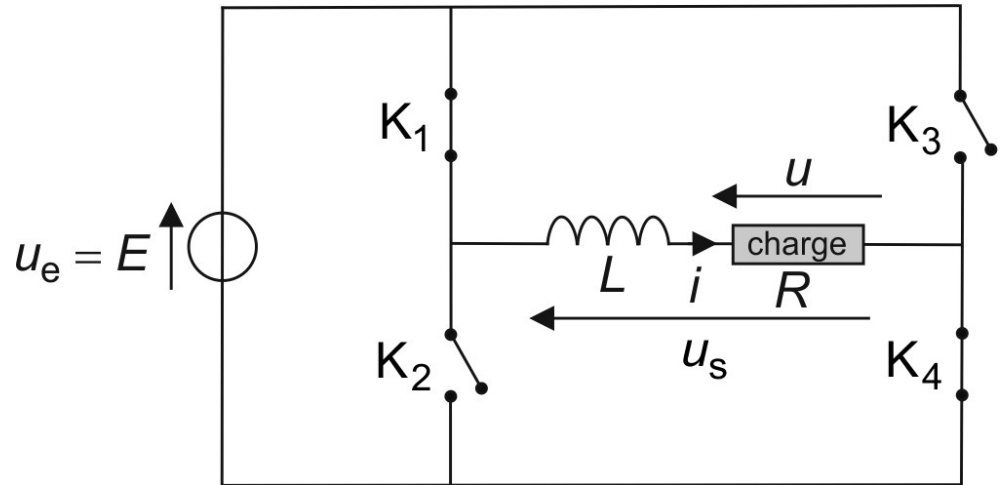 K₁
K₃
u
uₑ = E
charge
L
i
R
uₛ
K₂
K₄